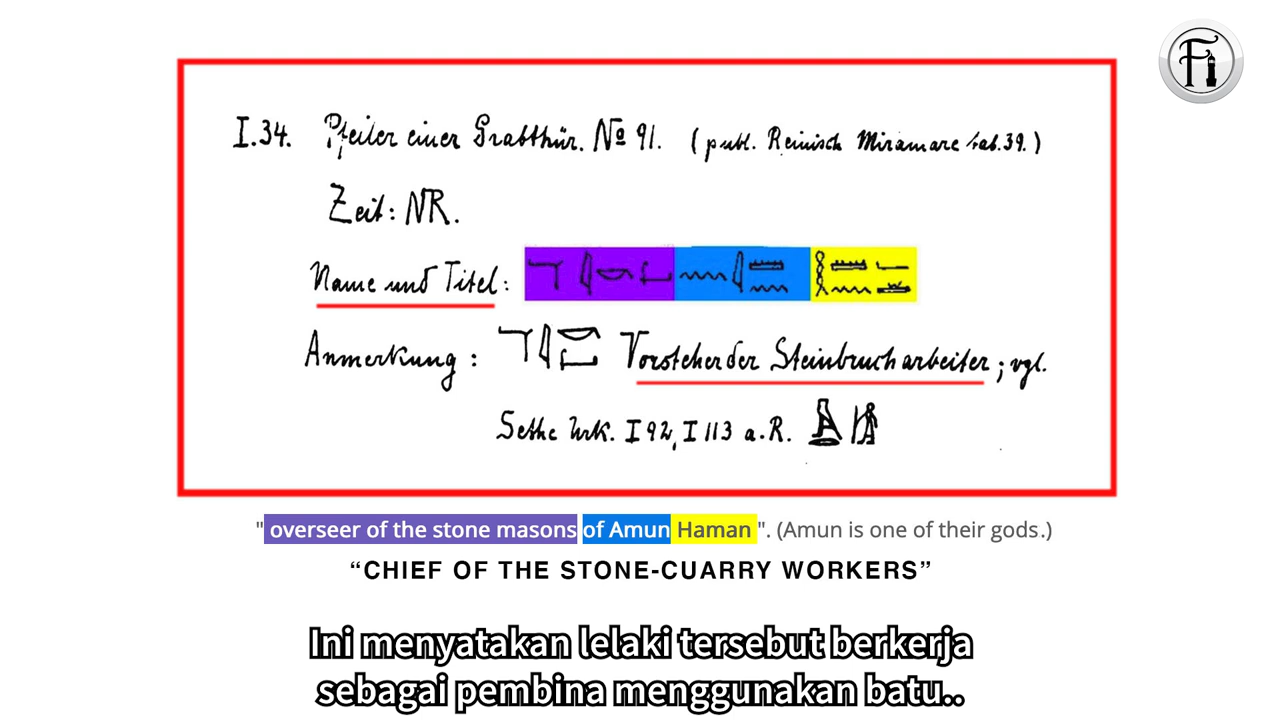 Fi
I.34. Pfeiler einer Grabthür. Nº 91. (publ. Reinisch Miramare tab.39.)
Zeit: NR.
Name und Titel:
Anmerkung: Vorsteher der Steinbrucharbeiter; vgl.
Sethe Urk. I 92, I 113 a.R.
" overseer of the stone masons of Amun Haman ". (Amun is one of their gods.)
“CHIEF OF THE STONE-CUARRY WORKERS”
Ini menyatakan lelaki tersebut berkerja
sebagai pembina menggunakan batu..